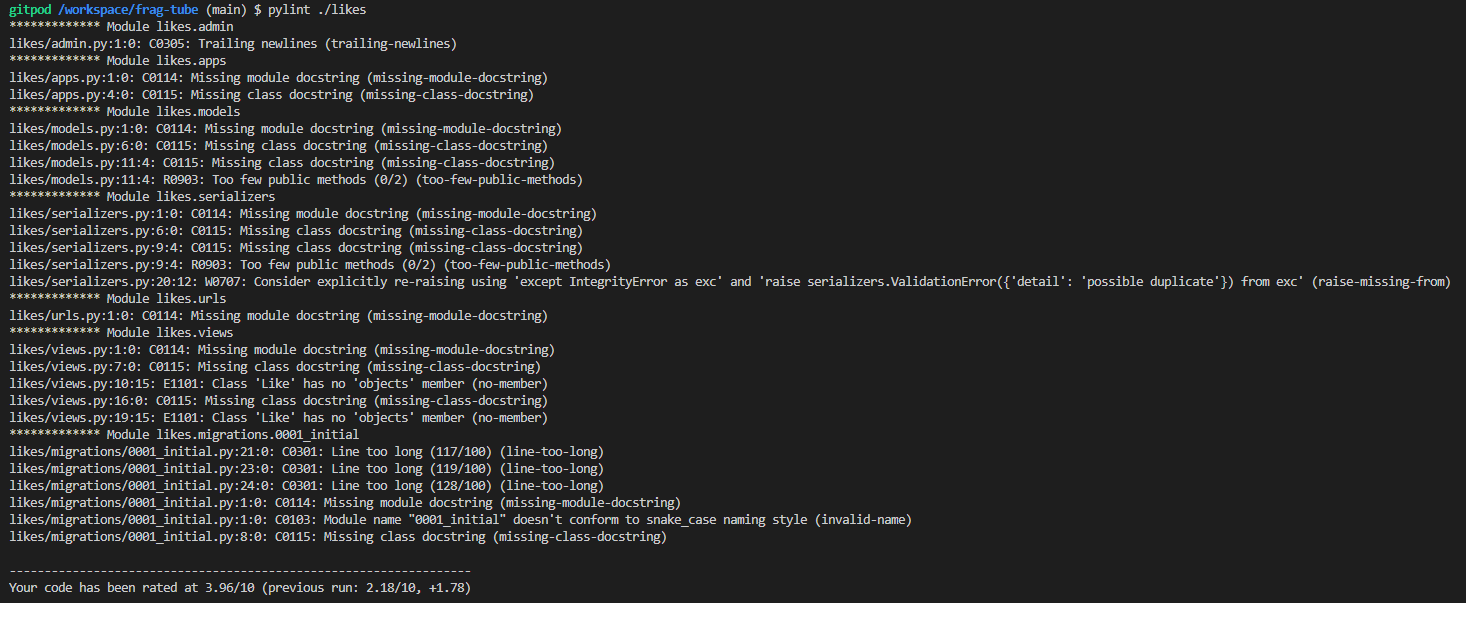 gitpod /workspace/frag-tube (main) $ pylint ./likes
************* Module likes.admin
likes/admin.py:1:0: C0305: Trailing newlines (trailing-newlines)
************* Module likes.apps
likes/apps.py:1:0: C0114: Missing module docstring (missing-module-docstring)
likes/apps.py:4:0: C0115: Missing class docstring (missing-class-docstring)
************* Module likes.models
likes/models.py:1:0: C0114: Missing module docstring (missing-module-docstring)
likes/models.py:6:0: C0115: Missing class docstring (missing-class-docstring)
likes/models.py:11:4: C0115: Missing class docstring (missing-class-docstring)
likes/models.py:11:4: R0903: Too few public methods (0/2) (too-few-public-methods)
************* Module likes.serializers
likes/serializers.py:1:0: C0114: Missing module docstring (missing-module-docstring)
likes/serializers.py:6:0: C0115: Missing class docstring (missing-class-docstring)
likes/serializers.py:9:4: C0115: Missing class docstring (missing-class-docstring)
likes/serializers.py:9:4: R0903: Too few public methods (0/2) (too-few-public-methods)
likes/serializers.py:20:12: W0707: Consider explicitly re-raising using 'except IntegrityError as exc' and 'raise serializers.ValidationError({'detail': 'possible duplicate'}) from exc' (raise-missing-from)
************* Module likes.urls
likes/urls.py:1:0: C0114: Missing module docstring (missing-module-docstring)
************* Module likes.views
likes/views.py:1:0: C0114: Missing module docstring (missing-module-docstring)
likes/views.py:7:0: C0115: Missing class docstring (missing-class-docstring)
likes/views.py:10:15: E1101: Class 'Like' has no 'objects' member (no-member)
likes/views.py:16:0: C0115: Missing class docstring (missing-class-docstring)
likes/views.py:19:15: E1101: Class 'Like' has no 'objects' member (no-member)
************* Module likes.migrations.0001_initial
likes/migrations/0001_initial.py:21:0: C0301: Line too long (117/100) (line-too-long)
likes/migrations/0001_initial.py:23:0: C0301: Line too long (119/100) (line-too-long)
likes/migrations/0001_initial.py:24:0: C0301: Line too long (128/100) (line-too-long)
likes/migrations/0001_initial.py:1:0: C0114: Missing module docstring (missing-module-docstring)
likes/migrations/0001_initial.py:1:0: C0103: Module name "0001_initial" doesn't conform to snake_case naming style (invalid-name)
likes/migrations/0001_initial.py:8:0: C0115: Missing class docstring (missing-class-docstring)
------------------------------------------------------------------
Your code has been rated at 3.96/10 (previous run: 2.18/10, +1.78)